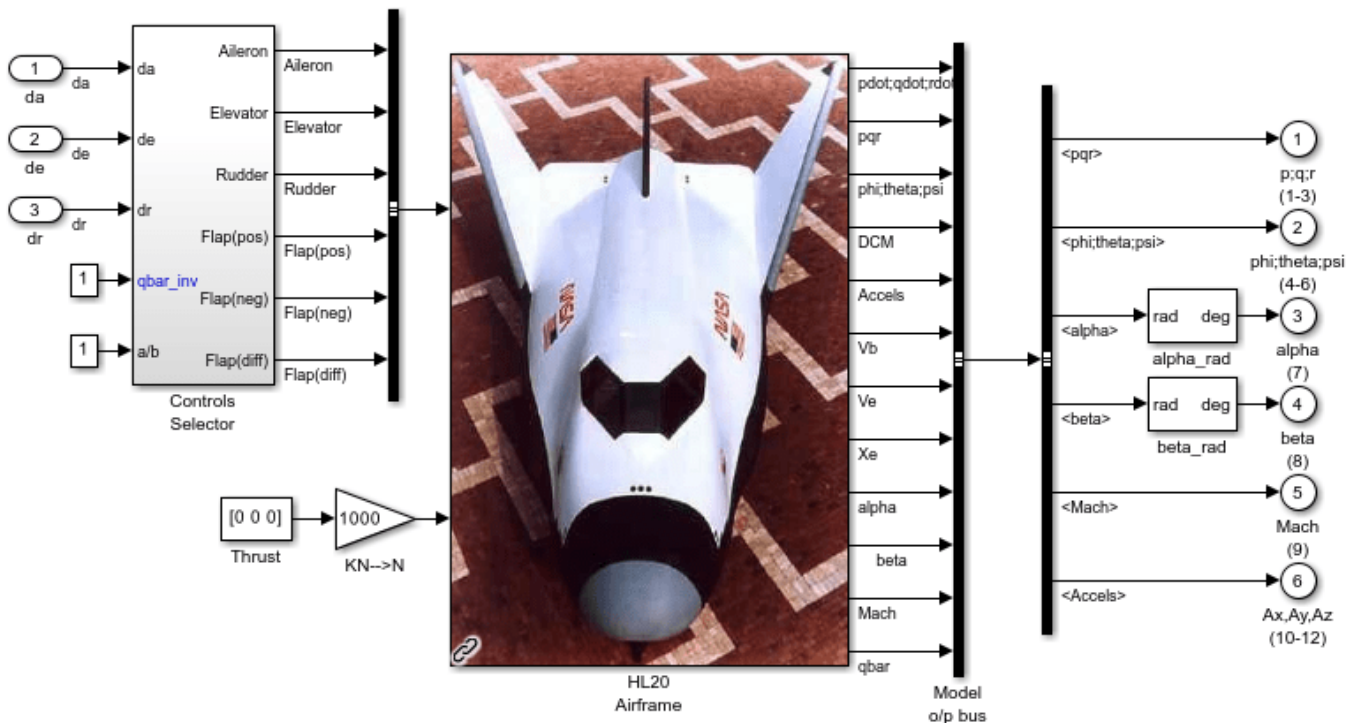 1
da
da
2
de
de
3
dr
dr
1
1
da
de
dr
qbar_inv
a/b
Aileron
Elevator
Rudder
Flap(pos)
Flap(neg)
Flap(diff)
Controls
Selector
Aileron
Elevator
Rudder
Flap(pos)
Flap(neg)
Flap(diff)
[0 0 0]
Thrust
1000
KN-->N
NASA
NASA
HL20
Airframe
pdot;qdot;rdot
pqr
phi;theta;psi
DCM
Accels
Vb
Ve
Xe
alpha
beta
Mach
qbar
Model
o/p bus
<pqr>
<phi;theta;psi>
<alpha>
<beta>
<Mach>
<Accels>
rad deg
alpha_rad
rad deg
beta_rad
1
p;q;r
(1-3)
2
phi;theta;psi
(4-6)
3
alpha
(7)
4
beta
(8)
5
Mach
(9)
6
Ax,Ay,Az
(10-12)